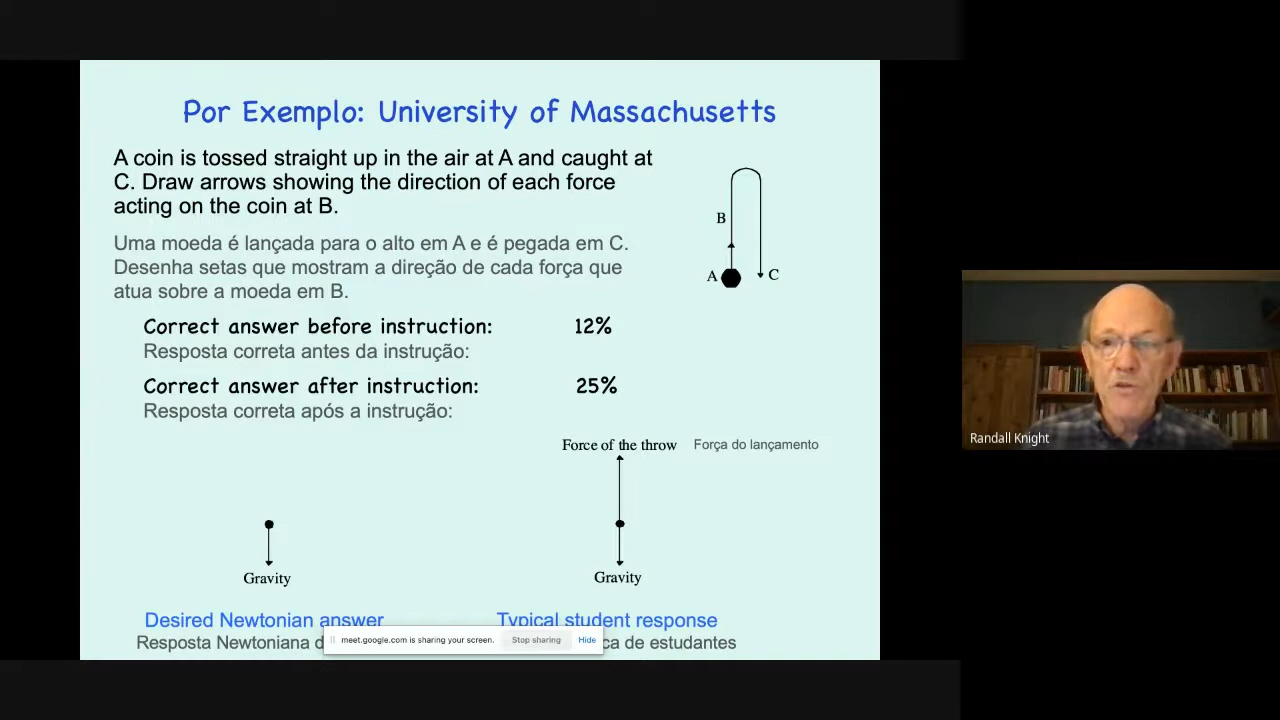 Por Exemplo: University of Massachusetts
A coin is tossed straight up in the air at A and caught at
C. Draw arrows showing the direction of each force
acting on the coin at B.
Uma moeda é lançada para o alto em A e é pegada em C.
Desenha setas que mostram a direção de cada força que
atua sobre a moeda em B.
B
A
C
Correct answer before instruction: 12%
Resposta correta antes da instrução:
Correct answer after instruction: 25%
Resposta correta após a instrução:
Force of the throw Força do lançamento
Gravity
Gravity
Desired Newtonian answer
Typical student response
Resposta Newtoniana
de estudantes
meet.google.com is sharing your screen. Stop sharing Hide
Randall Knight